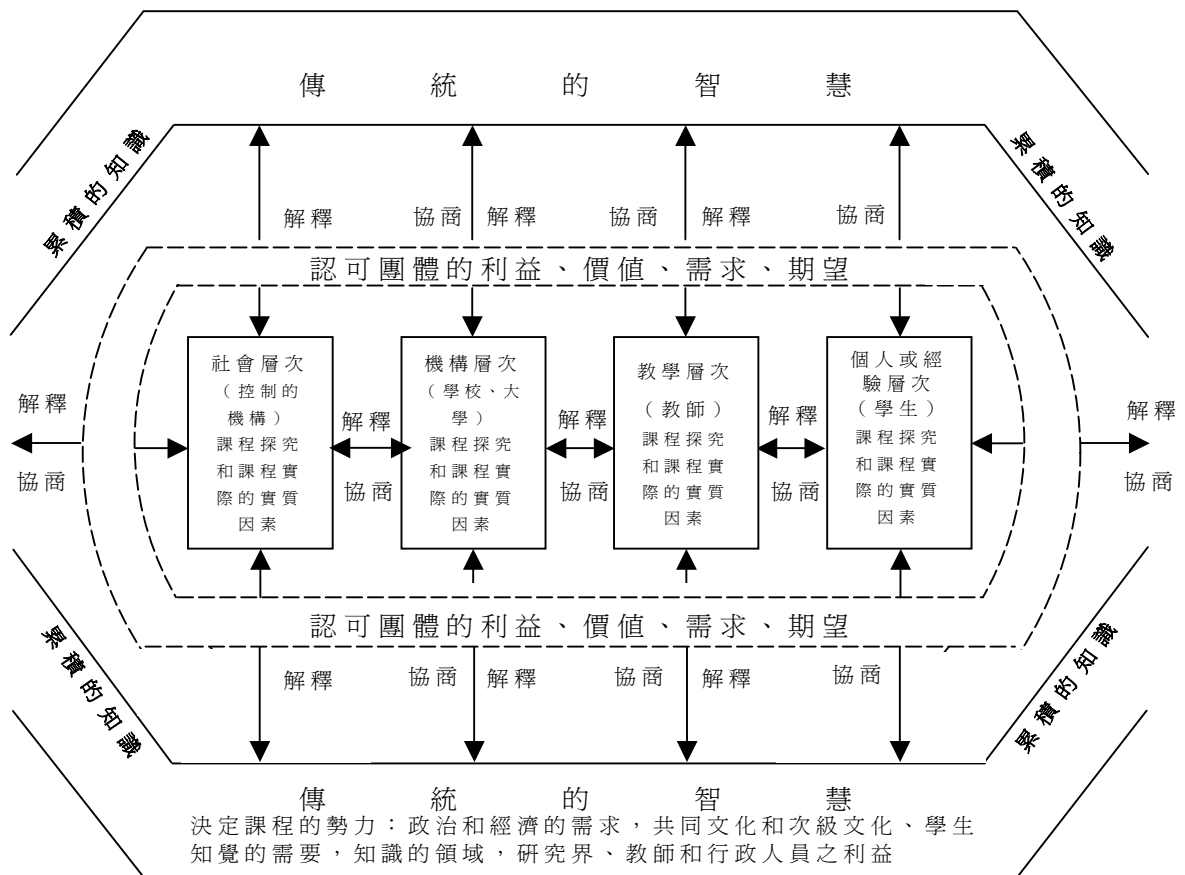 傳統的智慧
累積的知識
累積的知識
解釋 協商 解釋 協商 解釋 協商
認可團體的利益、價值、需求、期望
社會層次
（控制的
機構）
課程探究
和課程實
際的實質
因素
機構層次
（學校、大
學）
課程探究
和課程實
際的實質
因素
教學層次
（教師）
課程探究
和課程實
際的實質
因素
個人或經
驗層次
（學生）
課程探究
和課程實
際的實質
因素
解釋
協商
解釋
協商
解釋
協商
解釋
協商
解釋
協商
認可團體的利益、價值、需求、期望
解釋 協商 解釋 協商 解釋 協商
累積的知識
累積的知識
傳統的智慧
決定課程的勢力：政治和經濟的需求，共同文化和次級文化、學生
知覺的需要，知識的領域，研究界、教師和行政人員之利益